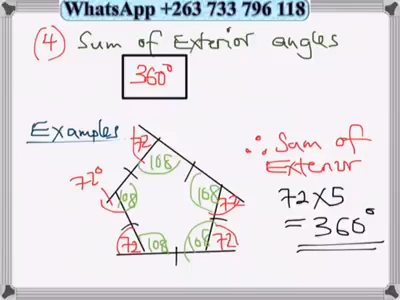 WhatsApp +263 733 796 118
(4) Sum of Exterior angles
360°
Examples
72
108
72°
108
108
72
72
108
108
72
∴ Sum of
Exterior
72×5
= 360°